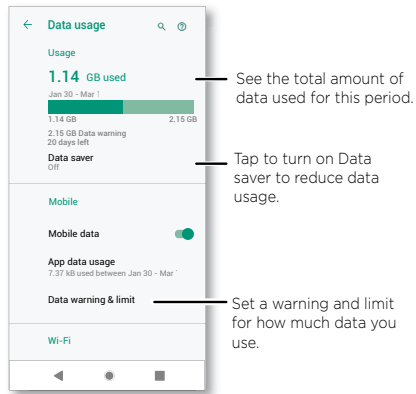 Data usage
Usage
1.14 GB used
Jan 30 - Mar 1
1.14 GB 2.15 GB
2.15 GB Data warning
20 days left
Data saver
Off
Mobile
Mobile data
App data usage
7.37 kB used between Jan 30 - Mar
Data warning & limit
Wi-Fi
See the total amount of
data used for this period.
Tap to turn on Data
saver to reduce data
usage.
Set a warning and limit
for how much data you
use.